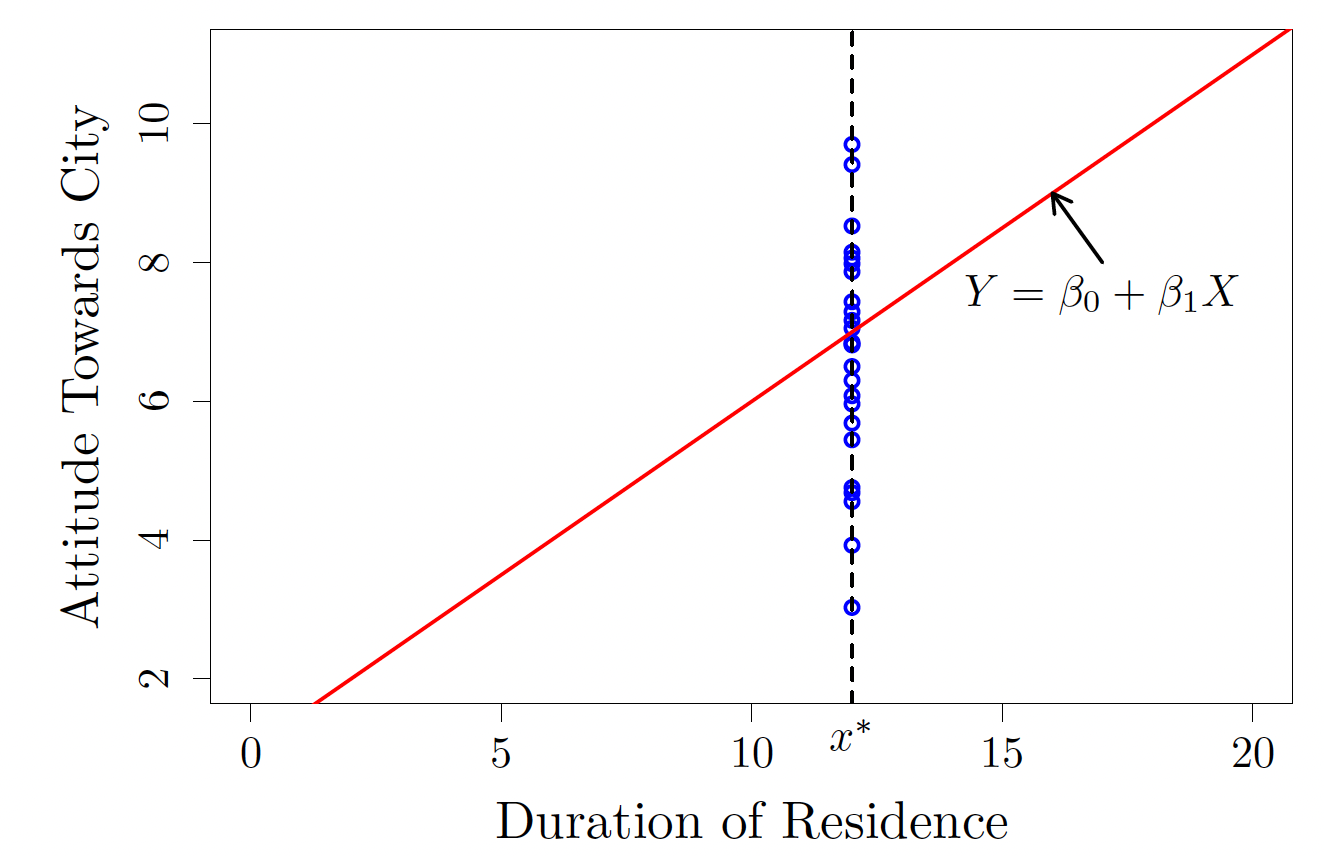 Attitude Towards City
10
8
6
4
2
Y = β₀ + β₁X
0 5 10 x* 15 20
Duration of Residence